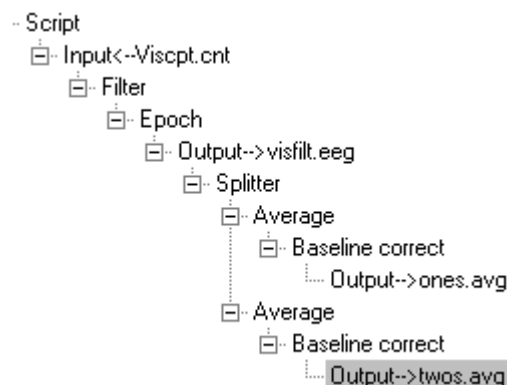 Script
Input<--Viscpt.cnt
Filter
Epoch
Output-->visfilt.eeg
Splitter
Average
Baseline correct
Output-->ones.avg
Average
Baseline correct
Output-->twos.avg